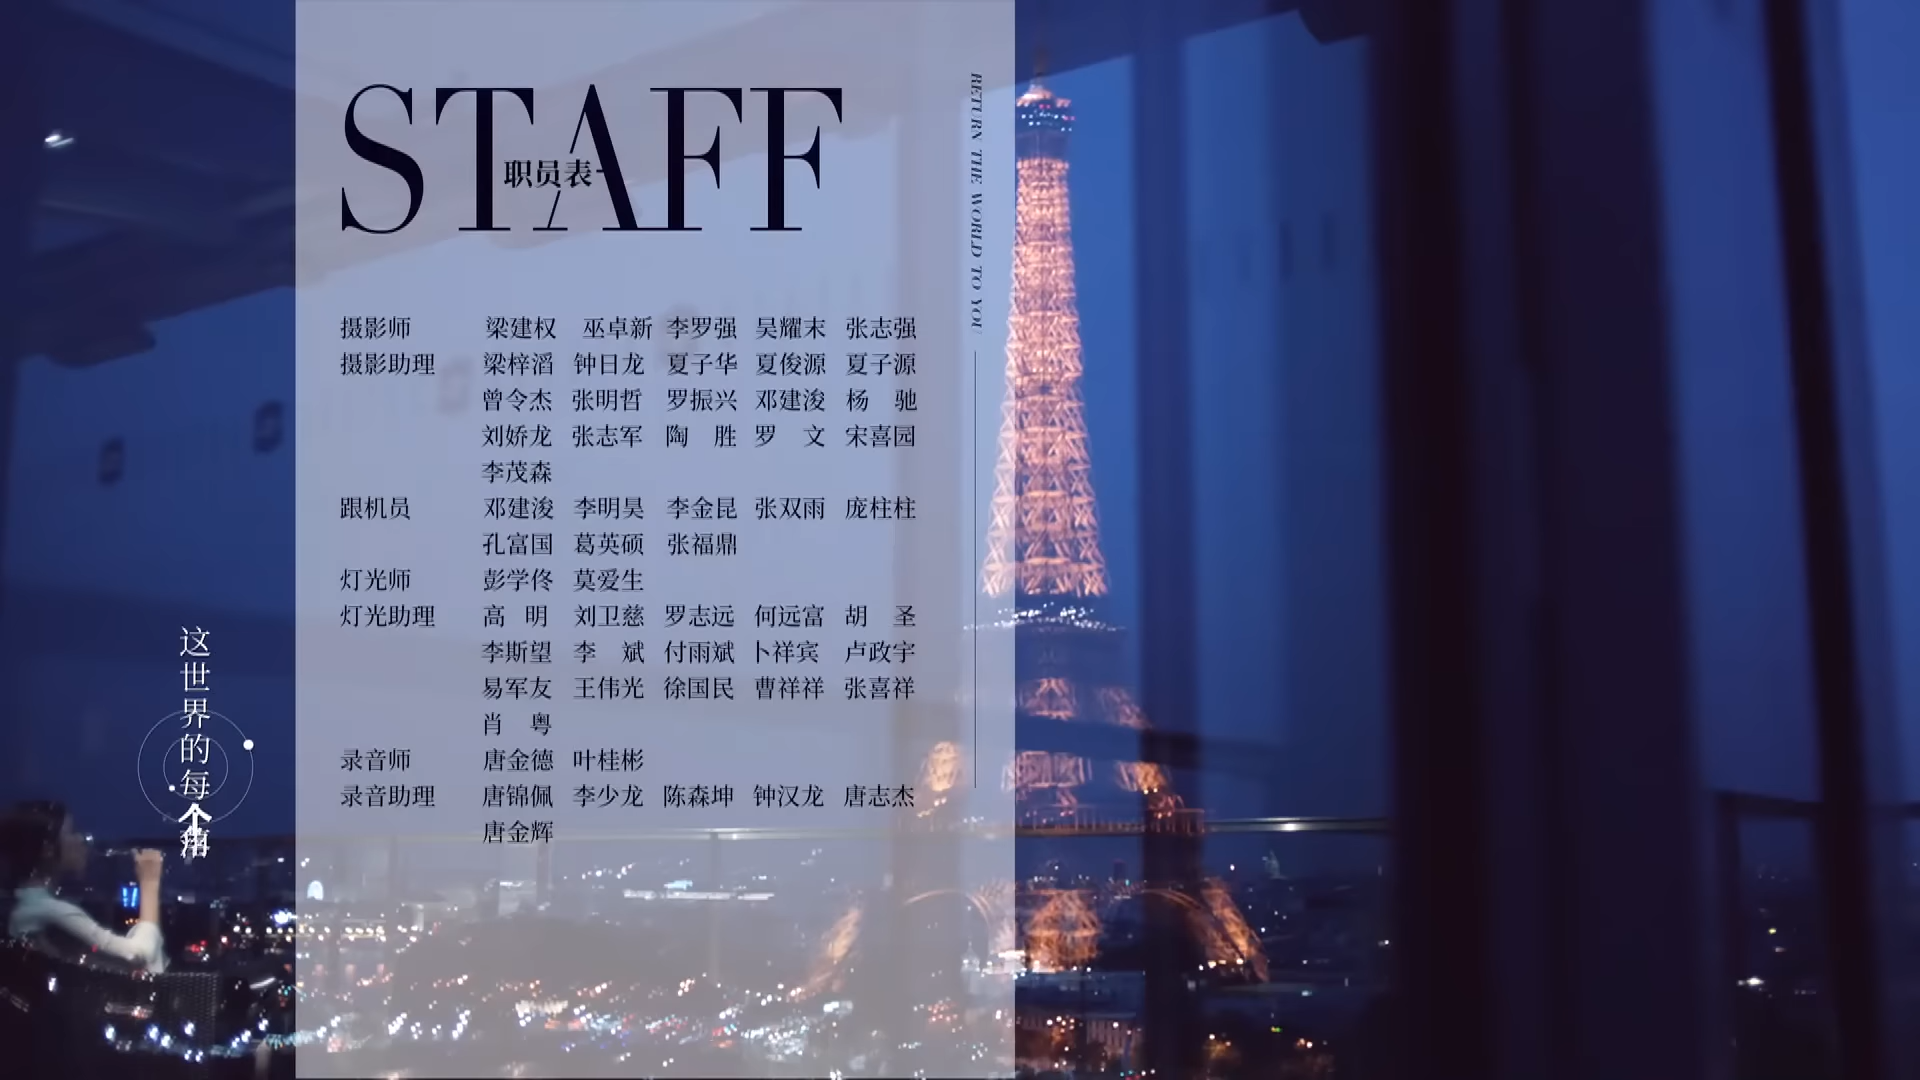 STAFF
职员表
RETURN THE WORLD TO YOU
摄影师 梁建权 巫卓新 李罗强 吴耀末 张志强
摄影助理 梁梓滔 钟日龙 夏子华 夏俊源 夏子源
曾令杰 张明哲 罗振兴 邓建浚 杨 驰
刘娇龙 张志军 陶 胜 罗 文 宋喜园
李茂森
跟机员 邓建浚 李明昊 李金昆 张双雨 庞柱柱
孔富国 葛英硕 张福鼎
灯光师 彭学佟 莫爱生
灯光助理 高 明 刘卫慈 罗志远 何远富 胡 圣
李斯望 李 斌 付雨斌 卜祥宾 卢政宇
易军友 王伟光 徐国民 曹祥祥 张喜祥
肖 粤
录音师 唐金德 叶桂彬
录音助理 唐锦佩 李少龙 陈森坤 钟汉龙 唐志杰
唐金辉
这世界的每个